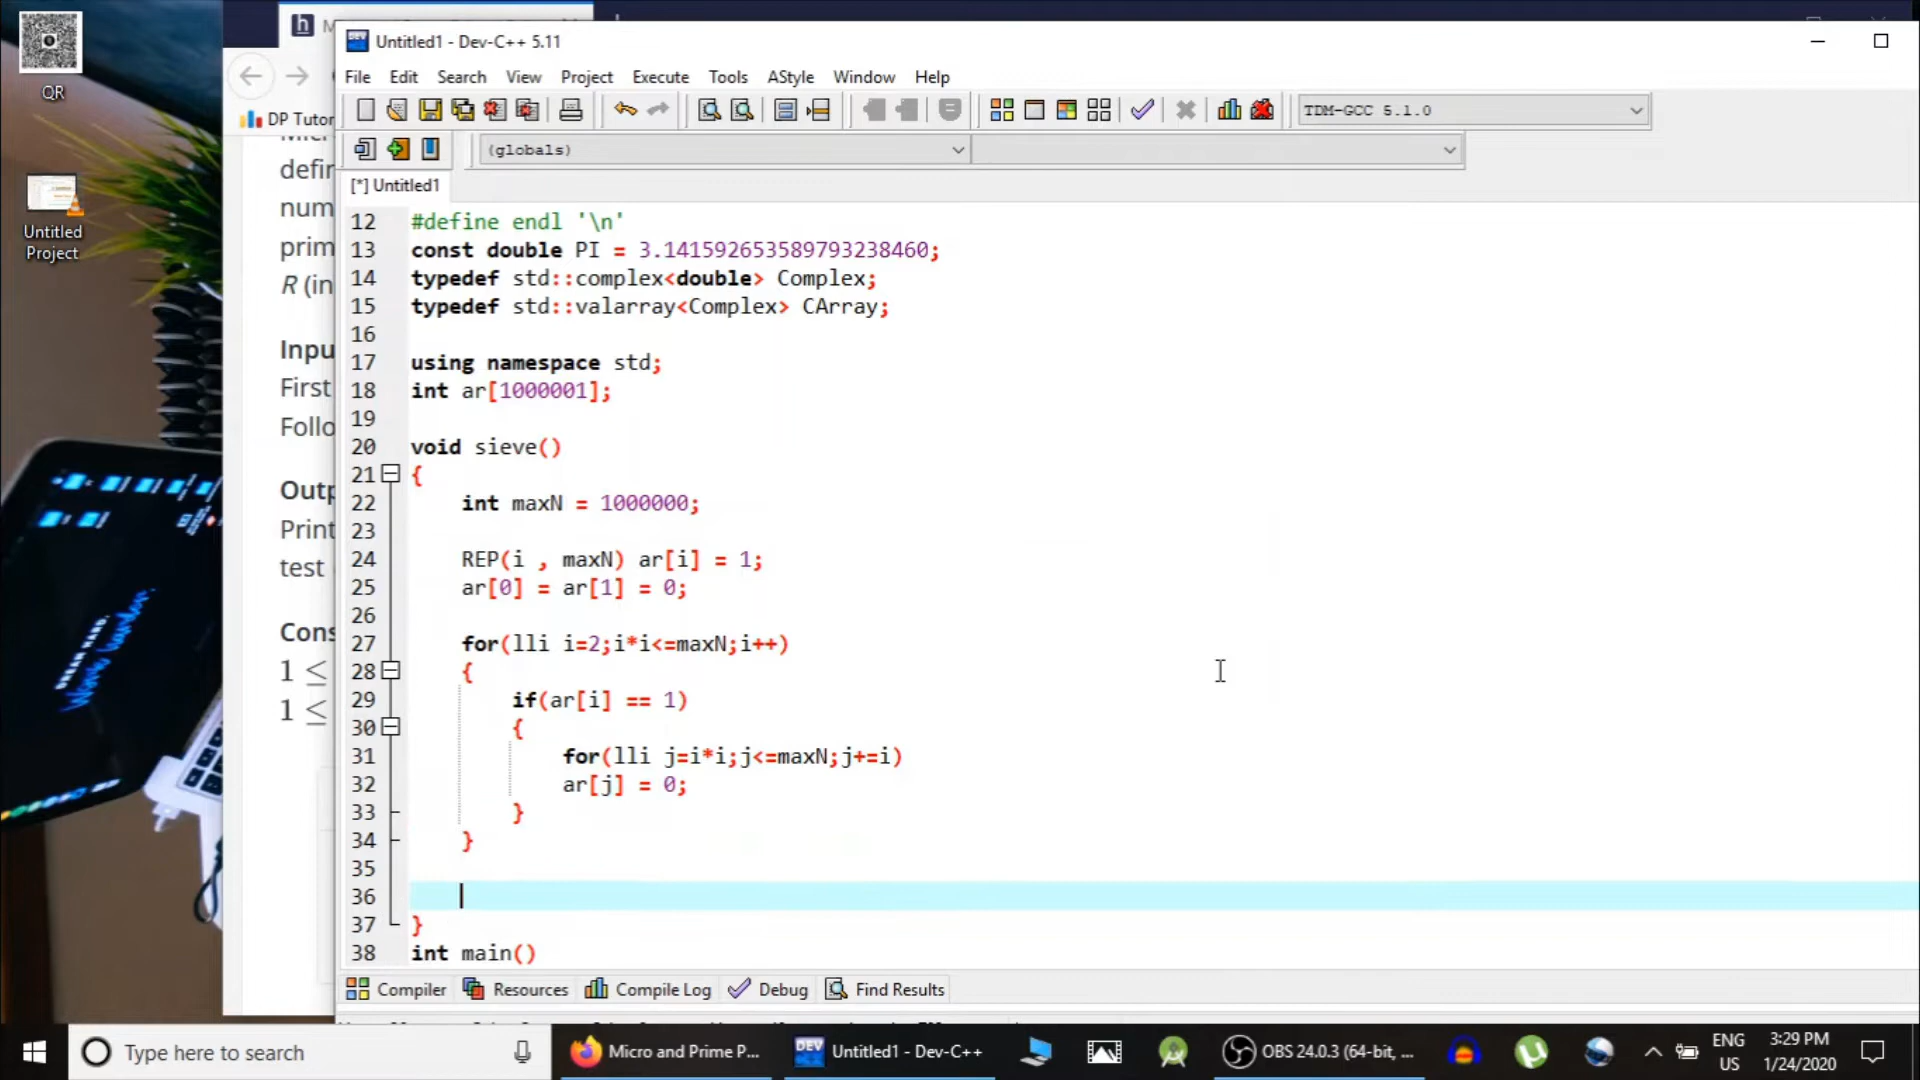 QR
Untitled
Project
DP Tutor
defin
num
prim
R (in
Inpu
First
Follo
Outp
Print
test
Cons
1 ≤
1 ≤
Untitled1 - Dev-C++ 5.11
File Edit Search View Project Execute Tools AStyle Window Help
TDM-GCC 5.1.0
(globals)
[*] Untitled1
12 #define endl '\n'
13 const double PI = 3.141592653589793238460;
14 typedef std::complex<double> Complex;
15 typedef std::valarray<Complex> CArray;
16
17 using namespace std;
18 int ar[1000001];
19
20 void sieve()
21 {
22 int maxN = 1000000;
23
24 REP(i , maxN) ar[i] = 1;
25 ar[0] = ar[1] = 0;
26
27 for(lli i=2;i*i<=maxN;i++)
28 {
29 if(ar[i] == 1)
30 {
31 for(lli j=i*i;j<=maxN;j+=i)
32 ar[j] = 0;
33 }
34 }
35
36
37 }
38 int main()
Compiler Resources Compile Log Debug Find Results
Type here to search
Micro and Prime P...
Untitled1 - Dev-C++
OBS 24.0.3 (64-bit, ...
ENG
US
3:29 PM
1/24/2020